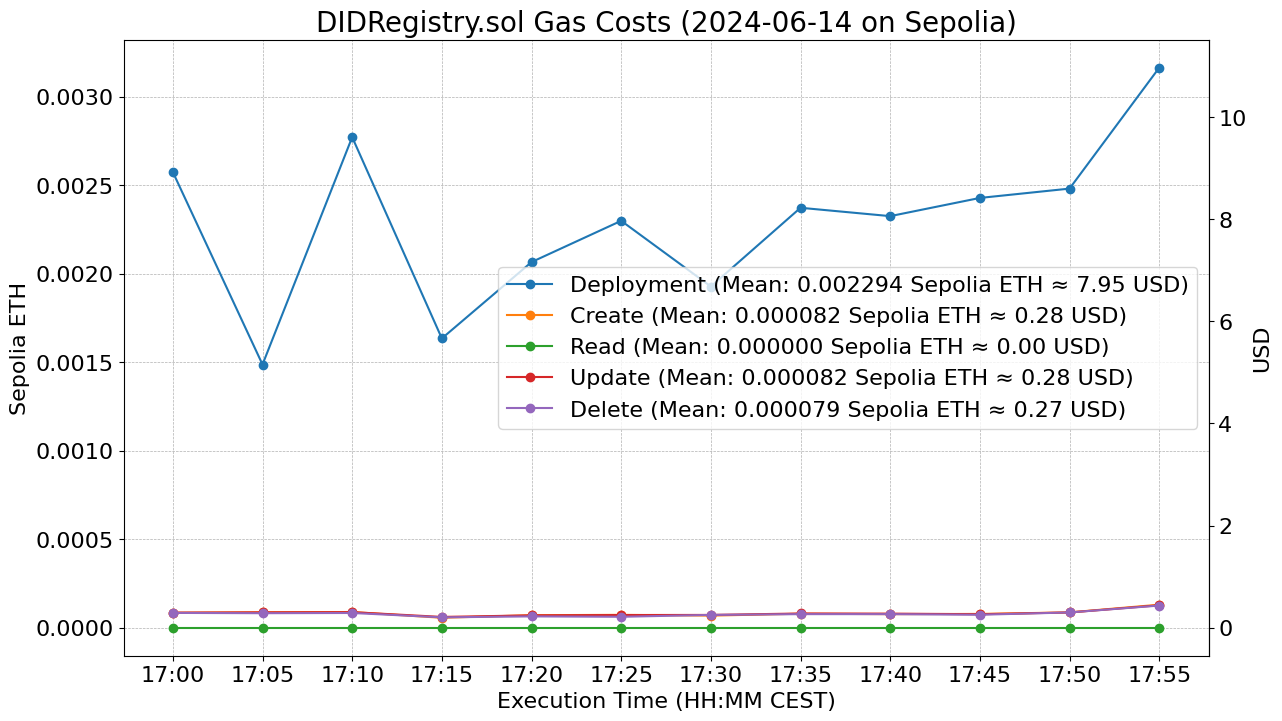 DIDRegistry.sol Gas Costs (2024-06-14 on Sepolia)
Sepolia ETH
0.0030
0.0025
0.0020
0.0015
0.0010
0.0005
0.0000
Deployment (Mean: 0.002294 Sepolia ETH ≈ 7.95 USD)
Create (Mean: 0.000082 Sepolia ETH ≈ 0.28 USD)
Read (Mean: 0.000000 Sepolia ETH ≈ 0.00 USD)
Update (Mean: 0.000082 Sepolia ETH ≈ 0.28 USD)
Delete (Mean: 0.000079 Sepolia ETH ≈ 0.27 USD)
10
8
6
4
2
0
USD
17:00 17:05 17:10 17:15 17:20 17:25 17:30 17:35 17:40 17:45 17:50 17:55
Execution Time (HH:MM CEST)